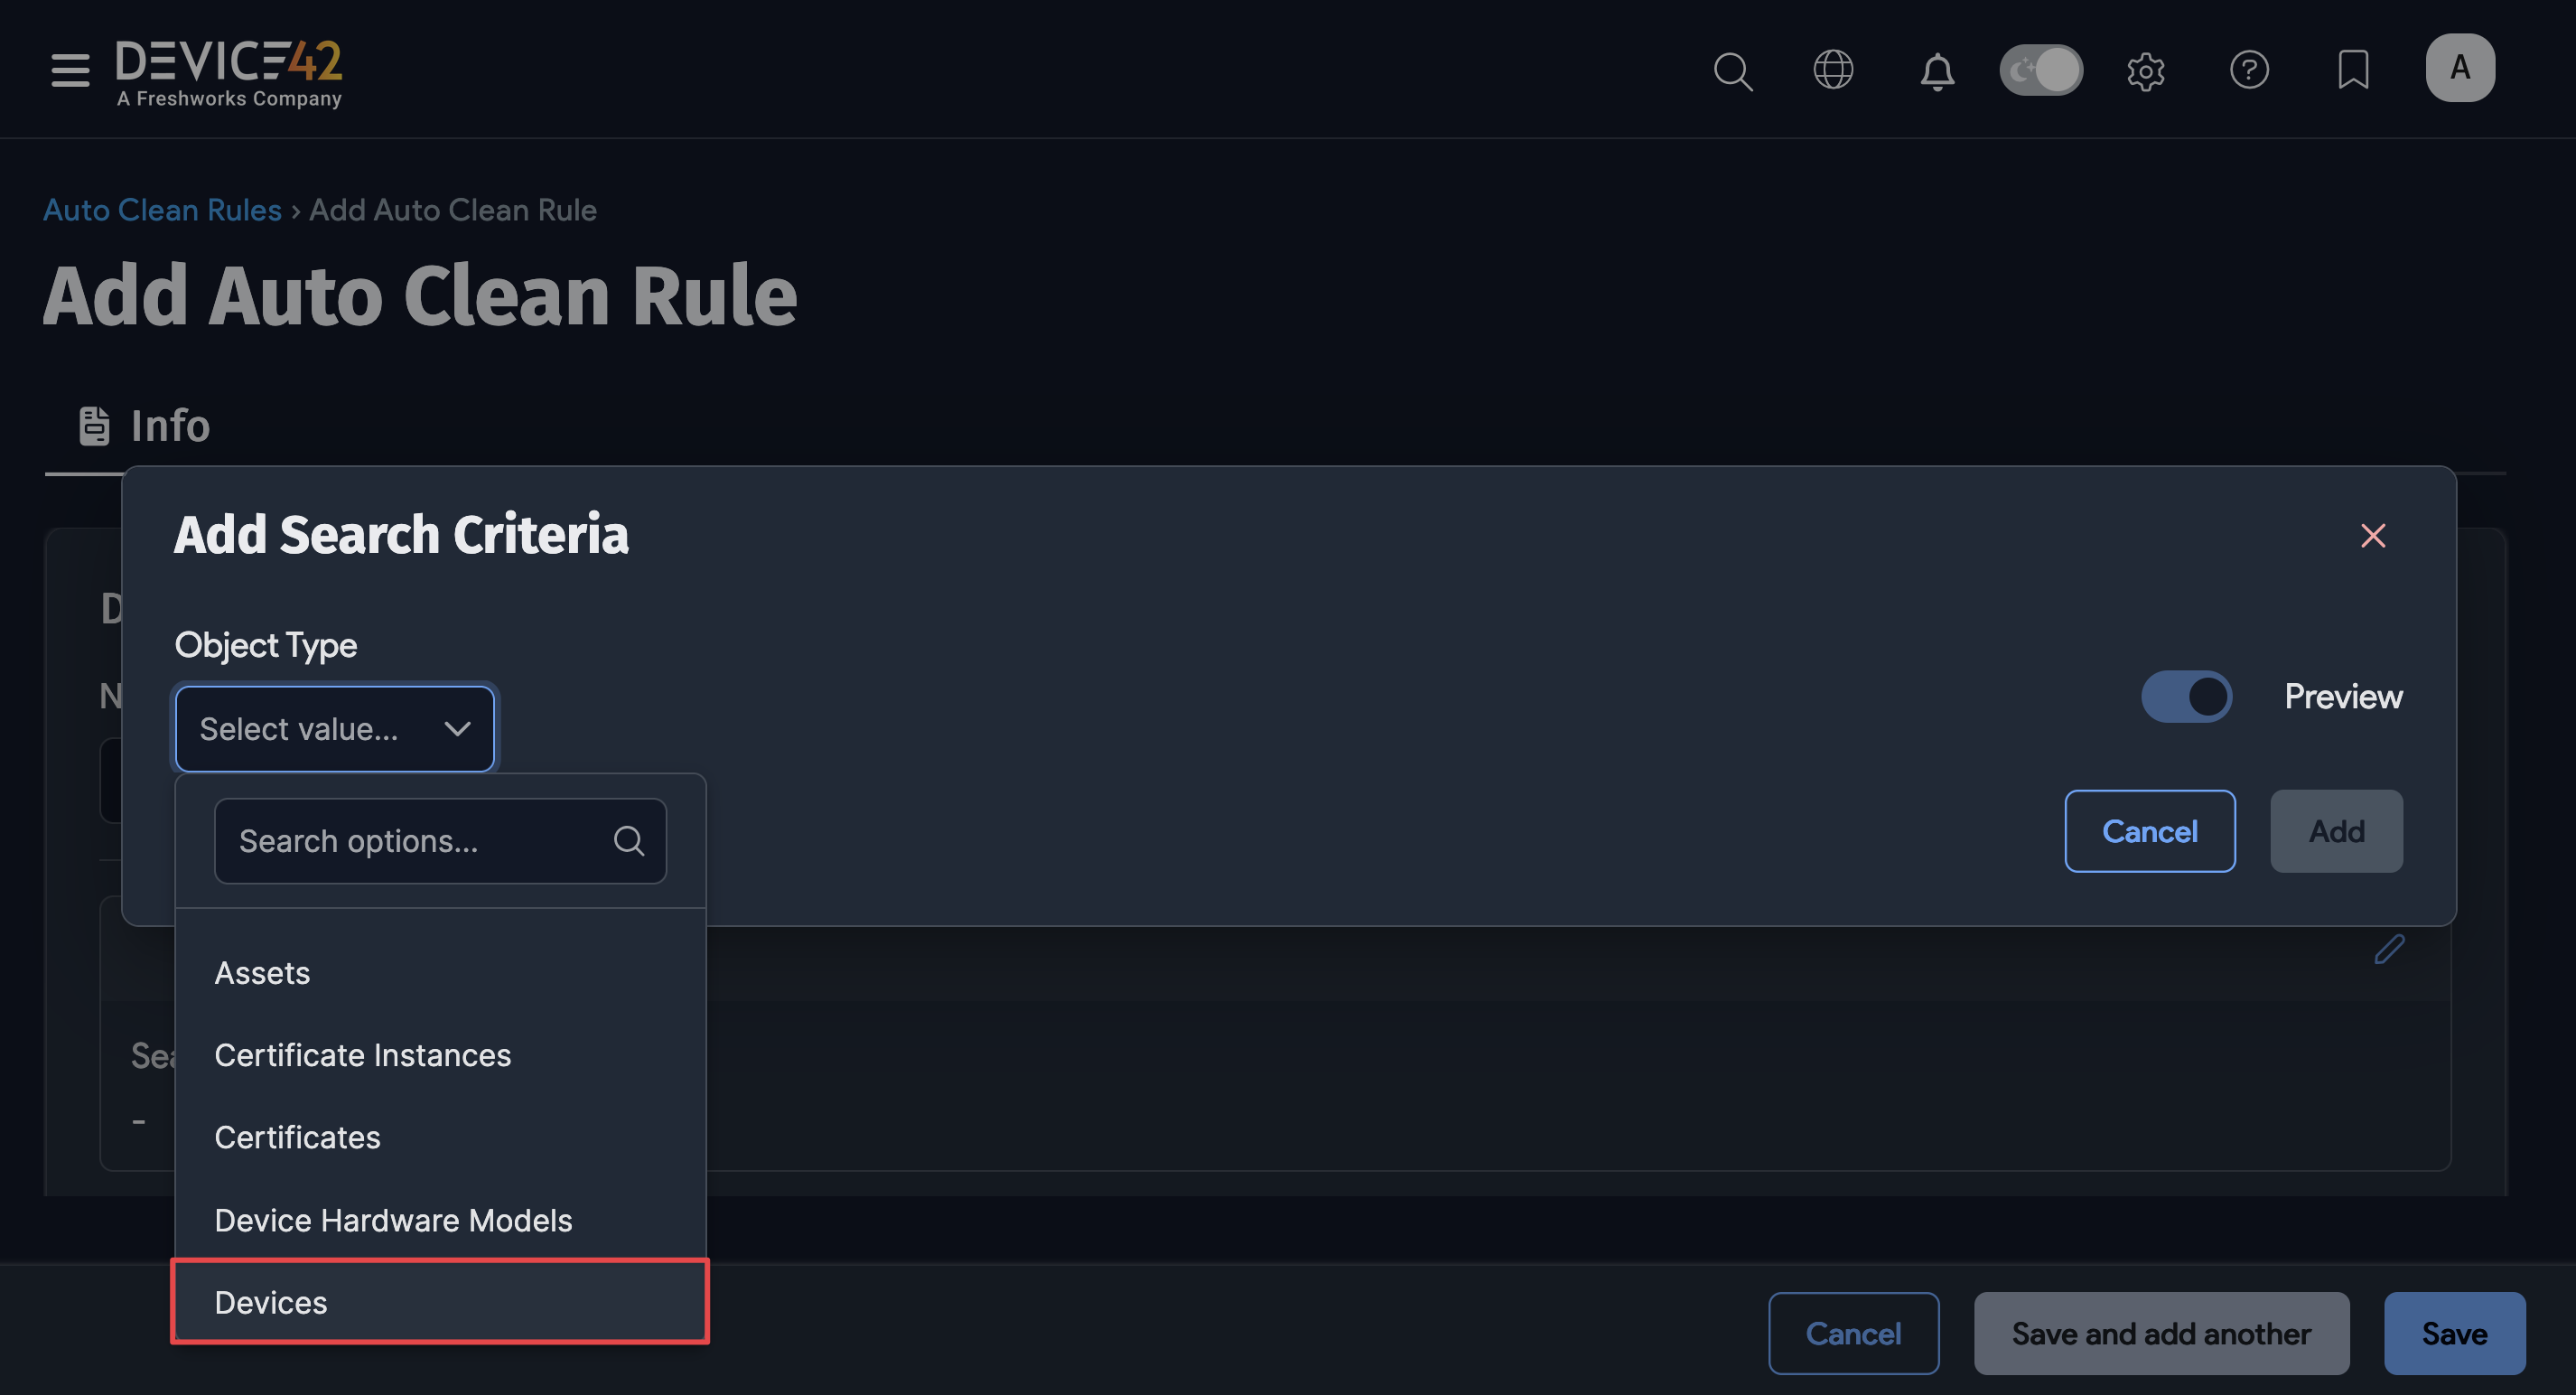 DEVICE42
A Freshworks Company
A
Auto Clean Rules › Add Auto Clean Rule
Add Auto Clean Rule
Info
Add Search Criteria
Object Type
Select value...
Preview
Search options...
Cancel
Add
Assets
Certificate Instances
Certificates
-
Device Hardware Models
Devices
Cancel
Save and add another
Save